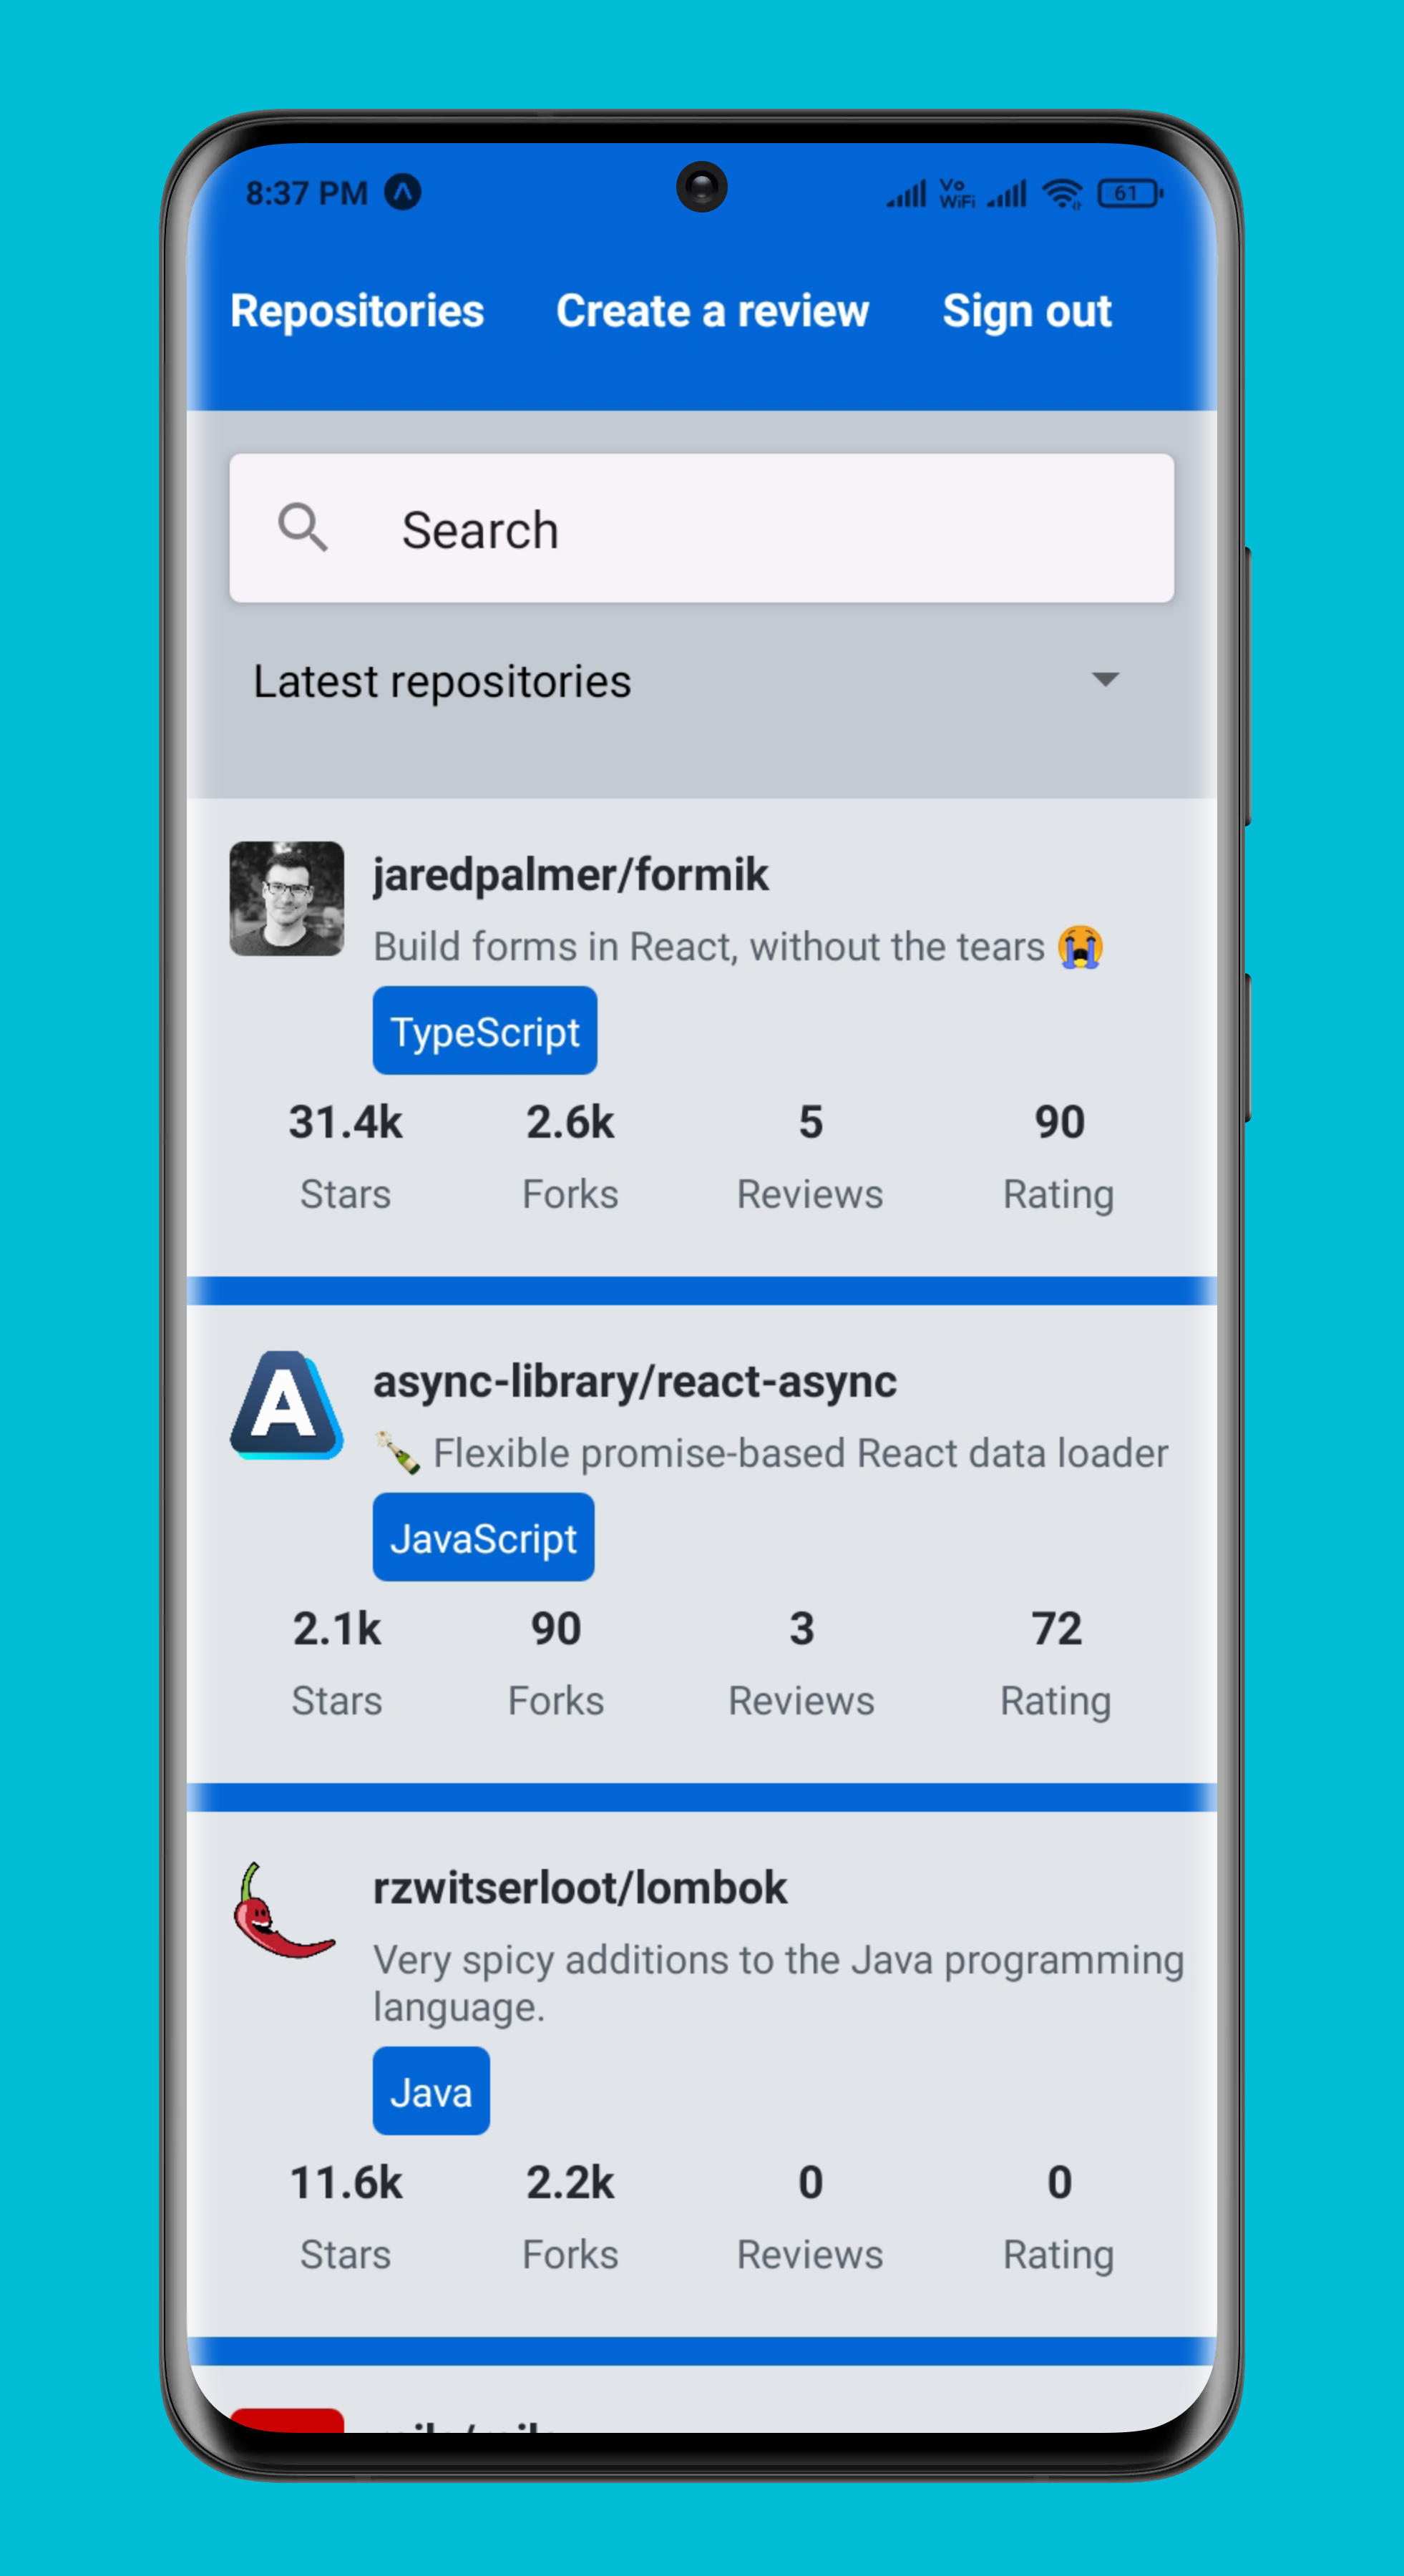 8:37 PM
Vo
WiFi
61
Repositories Create a review Sign out
Search
Latest repositories
jaredpalmer/formik
Build forms in React, without the tears 😭
TypeScript
31.4k 2.6k 5 90
Stars Forks Reviews Rating
A
async-library/react-async
🍾 Flexible promise-based React data loader
JavaScript
2.1k 90 3 72
Stars Forks Reviews Rating
rzwitserloot/lombok
Very spicy additions to the Java programming
language.
Java
11.6k 2.2k 0 0
Stars Forks Reviews Rating